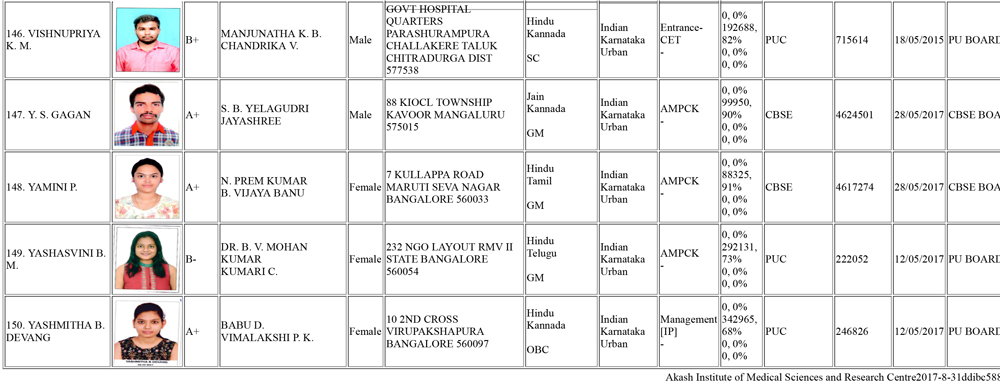 146. VISHNUPRIYA K. M.
B+
MANJUNATHA K. B.
CHANDRIKA V.
Male
GOVT HOSPITAL
QUARTERS
PARASHURAMPURA
CHALLAKERE TALUK
CHITRADURGA DIST
577538
Hindu
Kannada
SC
Indian
Karnataka
Urban
Entrance-
CET
-
0, 0%
192688,
82%
0, 0%
0, 0%
PUC
715614
18/05/2015
PU BOARD
147. Y. S. GAGAN
A+
S. B. YELAGUDRI
JAYASHREE
Male
88 KIOCL TOWNSHIP
KAVOOR MANGALURU
575015
Jain
Kannada
GM
Indian
Karnataka
Urban
AMPCK
-
0, 0%
99950,
90%
0, 0%
0, 0%
CBSE
4624501
28/05/2017
CBSE BOA
148. YAMINI P.
A+
N. PREM KUMAR
B. VIJAYA BANU
Female
7 KULLAPPA ROAD
MARUTI SEVA NAGAR
BANGALORE 560033
Hindu
Tamil
GM
Indian
Karnataka
Urban
AMPCK
-
0, 0%
88325,
91%
0, 0%
0, 0%
CBSE
4617274
28/05/2017
CBSE BOA
149. YASHASVINI B.
M.
B-
DR. B. V. MOHAN
KUMAR
KUMARI C.
Female
232 NGO LAYOUT RMV II
STATE BANGALORE
560054
Hindu
Telugu
GM
Indian
Karnataka
Urban
AMPCK
-
0, 0%
292131,
73%
0, 0%
0, 0%
PUC
222052
12/05/2017
PU BOARD
150. YASHMITHA B.
DEVANG
A+
BABU D.
VIMALAKSHI P. K.
Female
10 2ND CROSS
VIRUPAKSHAPURA
BANGALORE 560097
Hindu
Kannada
OBC
Indian
Karnataka
Urban
Management
[IP]
-
0, 0%
342965,
68%
0, 0%
0, 0%
PUC
246826
12/05/2017
PU BOARD
Akash Institute of Medical Sciences and Research Centre2017-8-31ddibc588